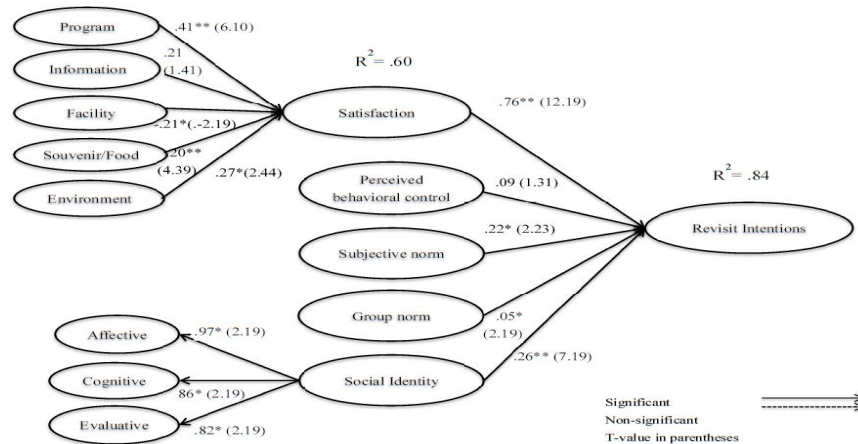 Program
.41** (6.10)
.21
(1.41)
Information
R² = .60
Facility
-.21*(.-2.19)
Satisfaction
.76** (12.19)
Souvenir/Food
.20**
(4.39)
.27*(2.44)
Environment
Perceived
behavioral control
.09 (1.31)
R² = .84
Subjective norm
.22* (2.23)
Revisit Intentions
Group norm
.05*
(2.19)
Affective
.97* (2.19)
.26** (7.19)
Cognitive
86* (2.19)
Social Identity
Evaluative
.82* (2.19)
Significant
Non-significant
T-value in parentheses